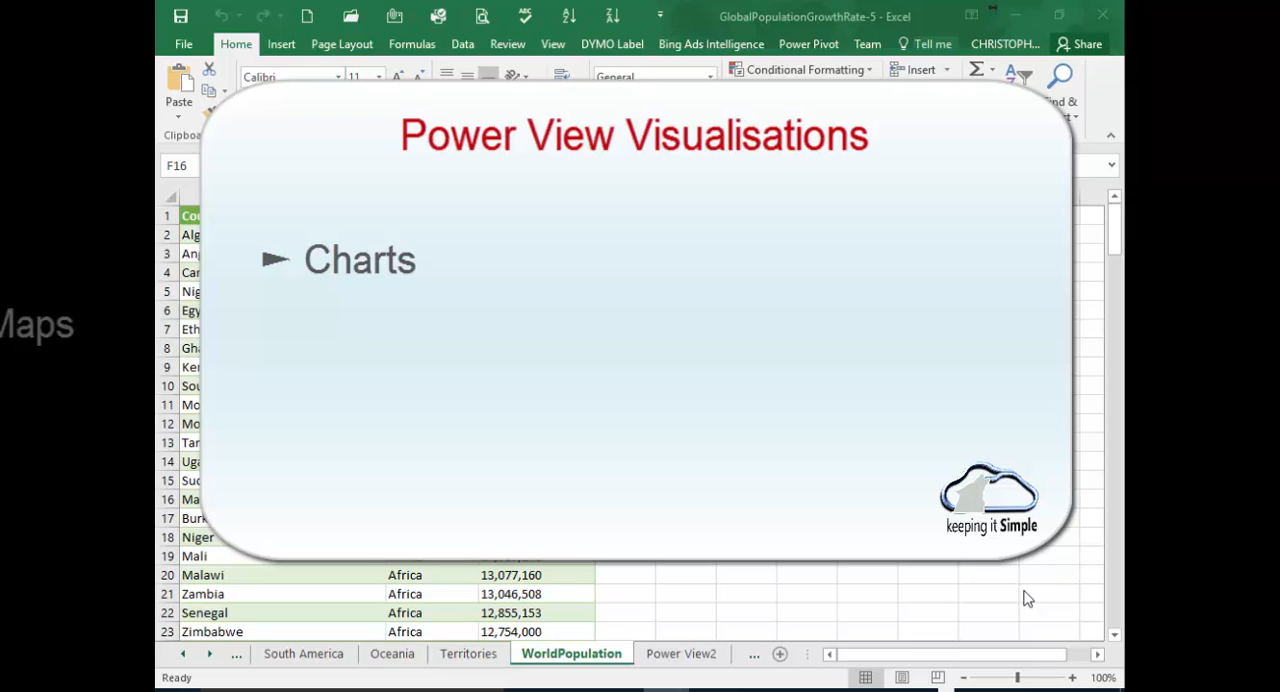 GlobalPopulationGrowthRate-5 - Excel
File Home Insert Page Layout Formulas Data Review View DYMO Label Bing Ads Intelligence Power Pivot Team Tell me CHRISTOPH... Share
Calibri 11 General Conditional Formatting Insert
Paste
Clipboa
F16
Power View Visualisations
► Charts
Maps
keeping it Simple
1 Cou
2 Alg
3 Ang
4 Car
5 Nig
6 Egy
7 Eth
8 Gha
9 Ker
10 Sou
11 Mo
12 Mo
13 Tar
14 Uga
15 Sud
16 Ma
17 Burk
18 Niger
19 Mali
20 Malawi Africa 13,077,160
21 Zambia Africa 13,046,508
22 Senegal Africa 12,855,153
23 Zimbabwe Africa 12,754,000
... South America Oceania Territories WorldPopulation Power View2 ...
Ready 100%